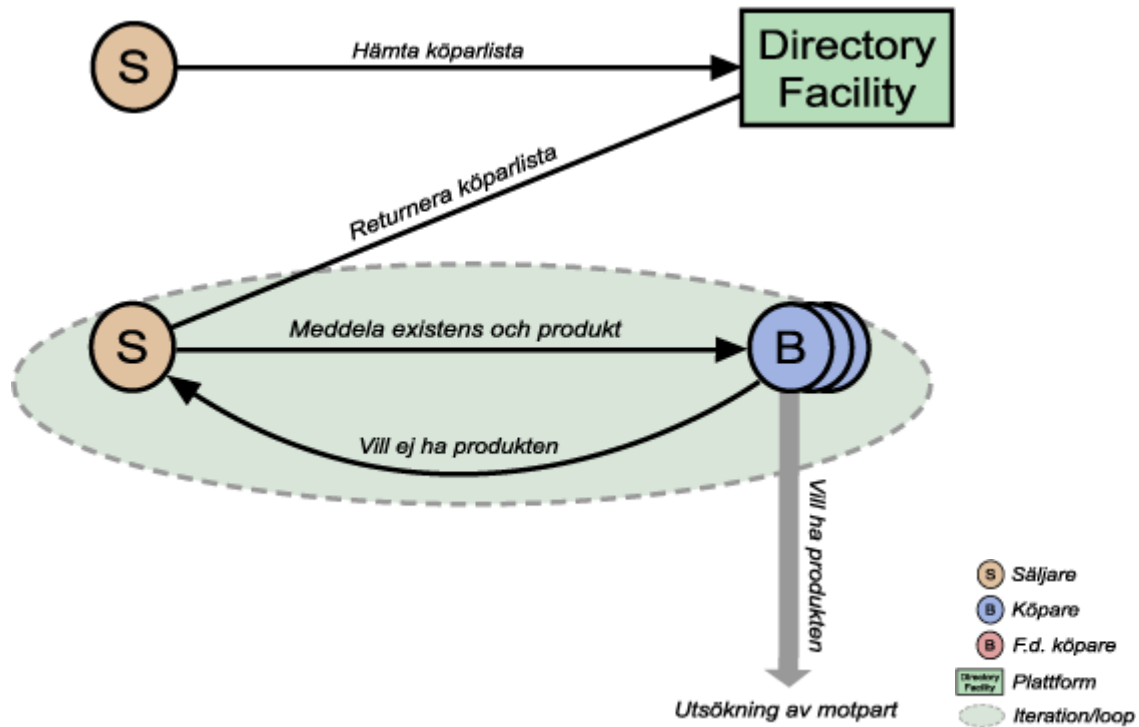 S
Hämta köparlista
Directory
Facility
Returnera köparlista
S
Meddela existens och produkt
B
Vill ej ha produkten
Vill ha produkten
Utsökning av motpart
S Säljare
B Köpare
B F.d. köpare
Directory
Facility
Plattform
Iteration/loop